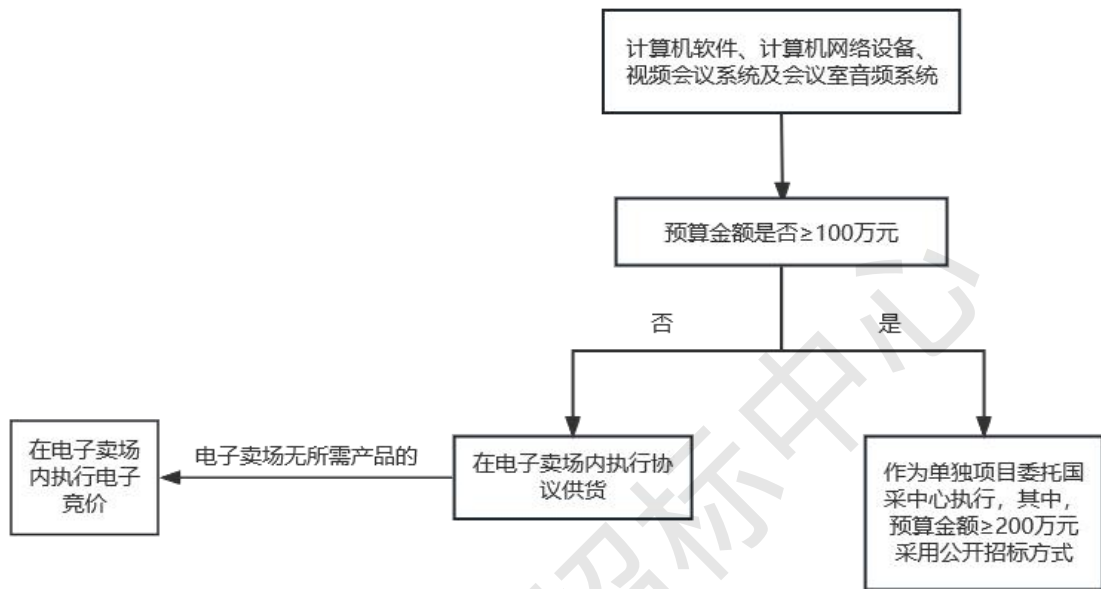 计算机软件、计算机网络设备、
视频会议系统及会议室音频系统
预算金额是否≥100万元
否
是
在电子卖场
内执行电子
竞价
电子卖场无所需产品的
在电子卖场内执行协
议供货
作为单独项目委托国
采中心执行，其中，
预算金额≥200万元
采用公开招标方式
招标中心